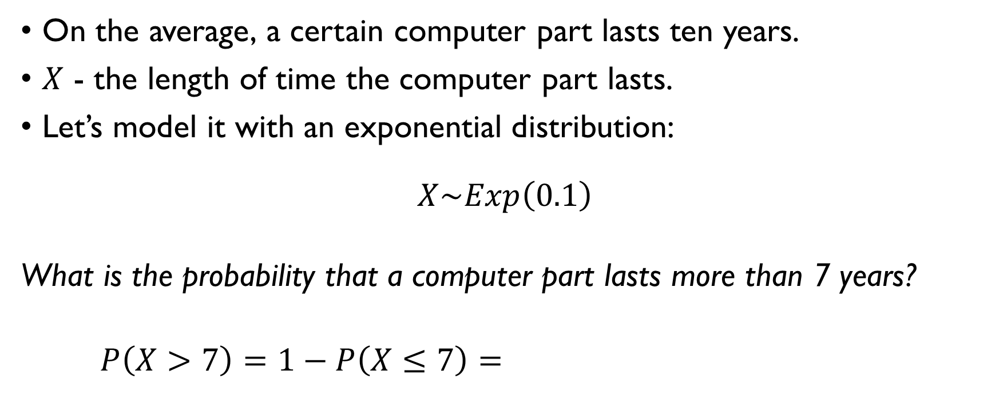 • On the average, a certain computer part lasts ten years.
• X - the length of time the computer part lasts.
• Let’s model it with an exponential distribution:
X~Exp(0.1)
What is the probability that a computer part lasts more than 7 years?
P(X > 7) = 1 − P(X ≤ 7) =